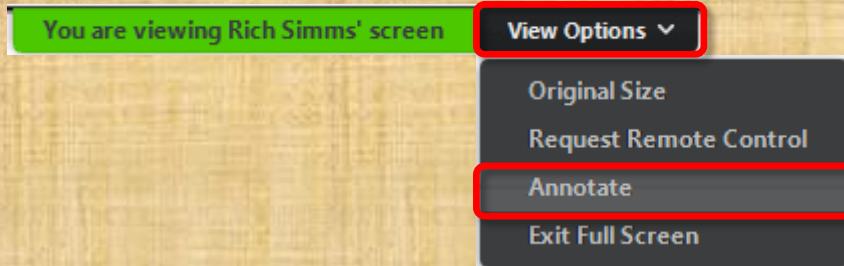 You are viewing Rich Simms' screen View Options
Original Size
Request Remote Control
Annotate
Exit Full Screen